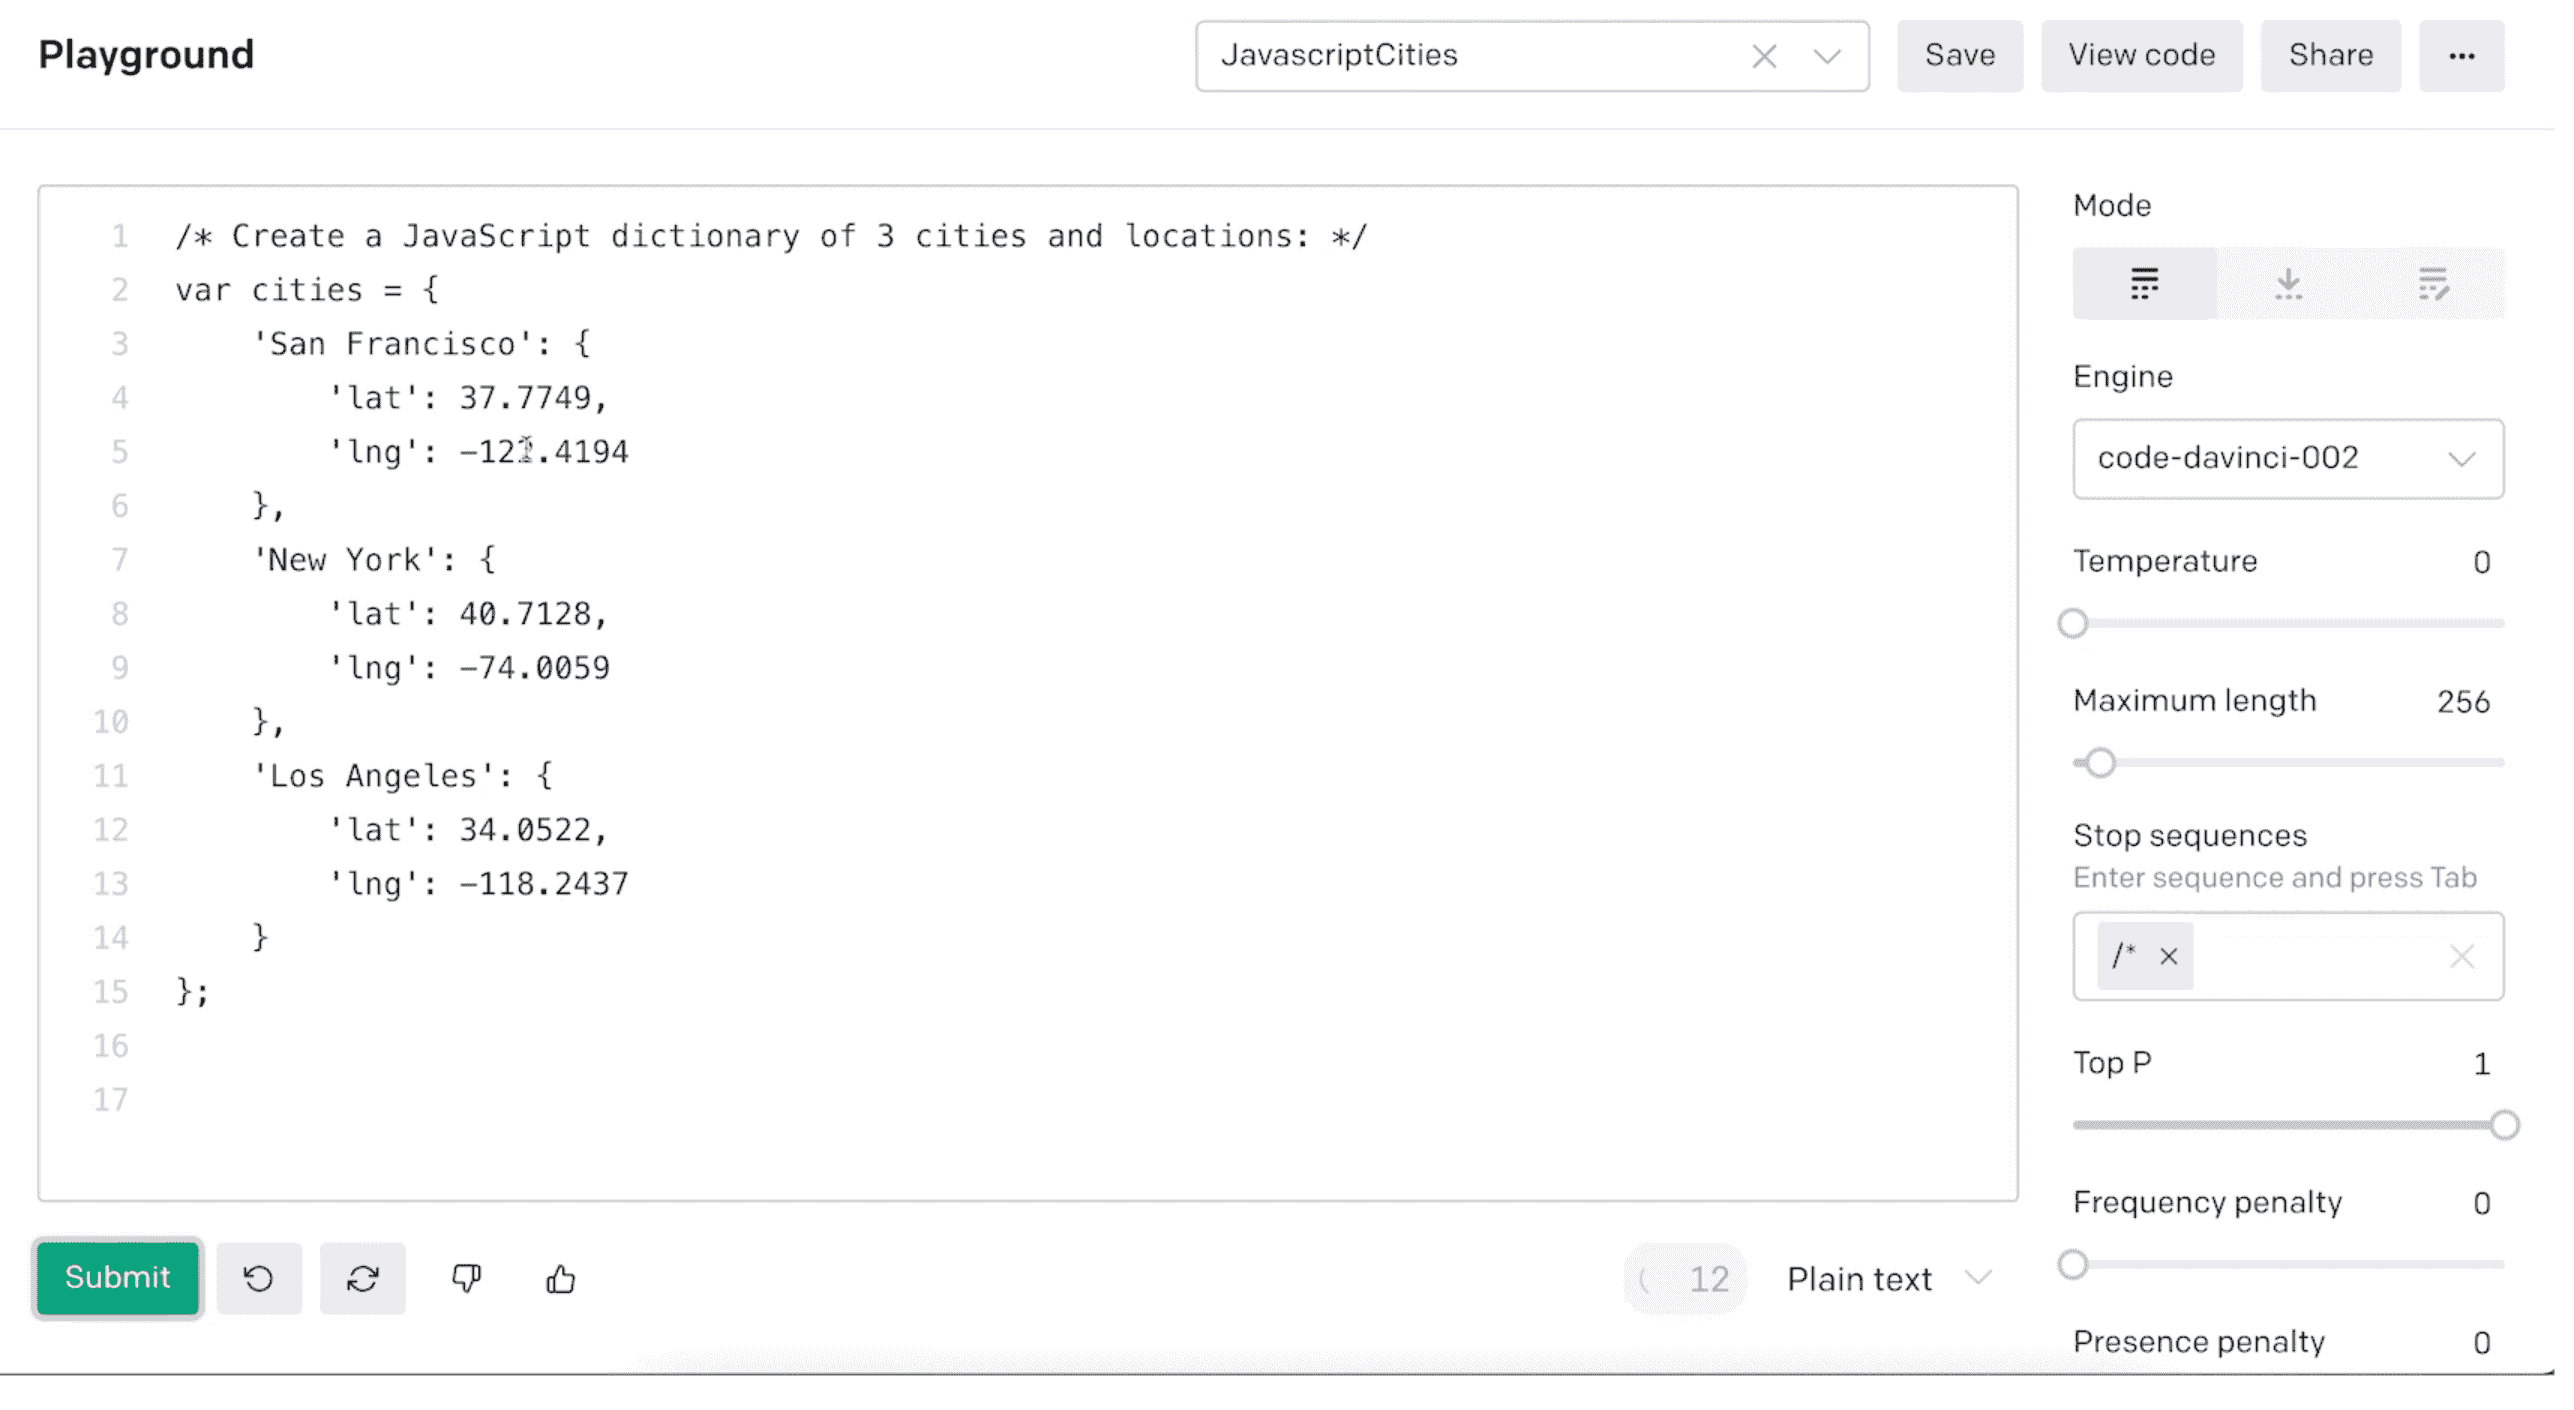 Playground
JavascriptCities
Save
View code
Share
1 /* Create a JavaScript dictionary of 3 cities and locations: */
2 var cities = {
3 'San Francisco': {
4 'lat': 37.7749,
5 'lng': -122.4194
6 },
7 'New York': {
8 'lat': 40.7128,
9 'lng': -74.0059
10 },
11 'Los Angeles': {
12 'lat': 34.0522,
13 'lng': -118.2437
14 }
15 };
16
17
Submit
12
Plain text
Mode
Engine
code-davinci-002
Temperature 0
Maximum length 256
Stop sequences
Enter sequence and press Tab
/*
Top P 1
Frequency penalty 0
Presence penalty 0